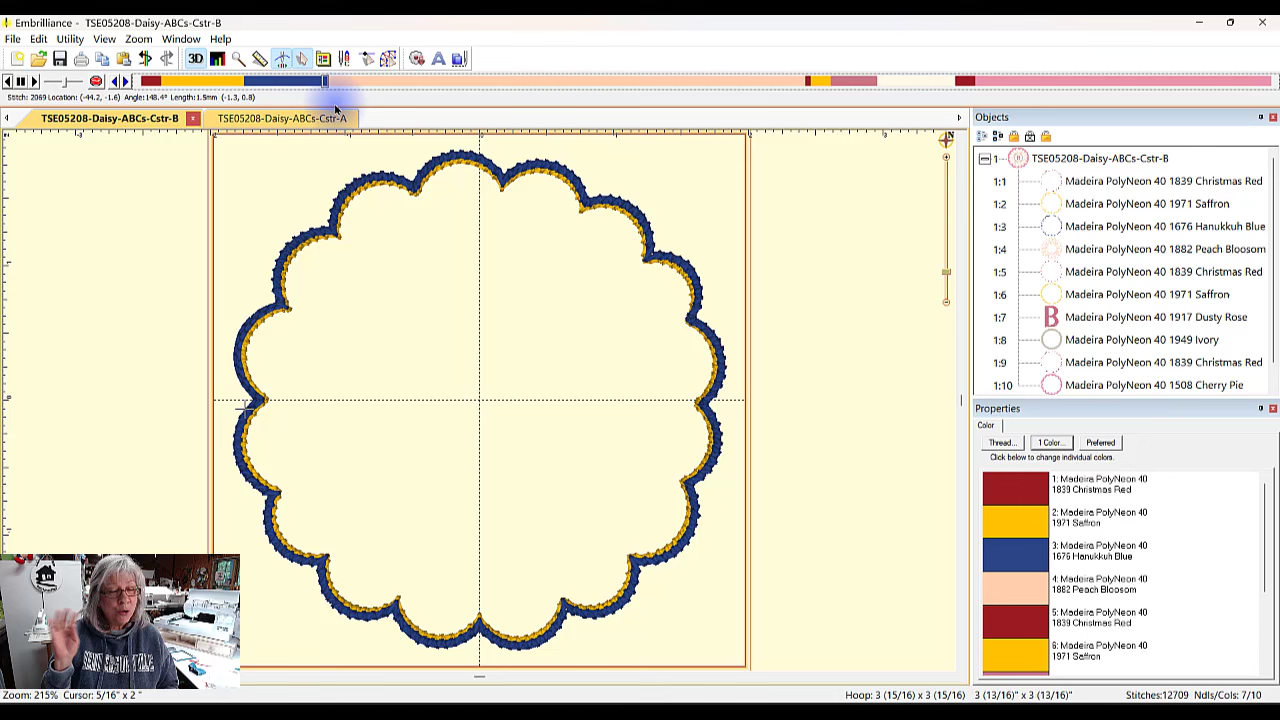 Embrilliance - TSE05208-Daisy-ABCs-Cstr-B
File Edit Utility View Zoom Window Help
3D
Stitch: 2069 Location: (-44.2, -1.6) Angle:148.4° Length:1.5mm (-1.3, 0.8)
TSE05208-Daisy-ABCs-Cstr-B
TSE05208-Daisy-ABCs-Cstr-A
N
Objects
1 TSE05208-Daisy-ABCs-Cstr-B
1:1 Madeira PolyNeon 40 1839 Christmas Red
1:2 Madeira PolyNeon 40 1971 Saffron
1:3 Madeira PolyNeon 40 1676 Hanukkuh Blue
1:4 Madeira PolyNeon 40 1882 Peach Bloosom
1:5 Madeira PolyNeon 40 1839 Christmas Red
1:6 Madeira PolyNeon 40 1971 Saffron
1:7 B Madeira PolyNeon 40 1917 Dusty Rose
1:8 Madeira PolyNeon 40 1949 Ivory
1:9 Madeira PolyNeon 40 1839 Christmas Red
1:10 Madeira PolyNeon 40 1508 Cherry Pie
Properties
Color
Thread... 1 Color... Preferred
Click below to change individual colors.
1: Madeira PolyNeon 40
1839 Christmas Red
2: Madeira PolyNeon 40
1971 Saffron
3: Madeira PolyNeon 40
1676 Hanukkuh Blue
4: Madeira PolyNeon 40
1882 Peach Bloosom
5: Madeira PolyNeon 40
1839 Christmas Red
6: Madeira PolyNeon 40
1971 Saffron
Zoom: 215% Cursor: 5/16" x 2 "
Hoop: 3 (15/16) x 3 (15/16)
3 (13/16)" x 3 (13/16)"
Stitches:12709 Ndls/Cols: 7/10